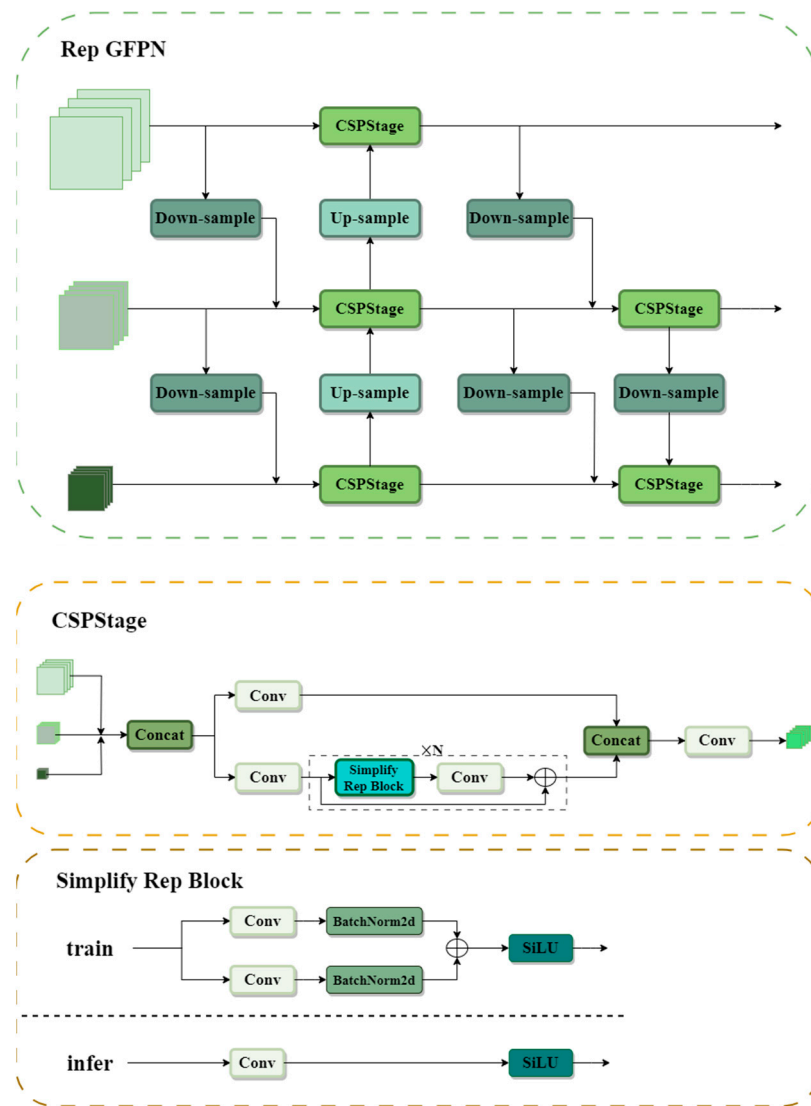 Rep GFPN
CSPStage
Down-sample
Up-sample
Down-sample
CSPStage
CSPStage
Down-sample
Up-sample
Down-sample
Down-sample
CSPStage
CSPStage
CSPStage
Conv
Concat
Concat
Conv
×N
Conv
Simplify
Rep Block
Conv
Simplify Rep Block
train
Conv
BatchNorm2d
SiLU
Conv
BatchNorm2d
infer
Conv
SiLU